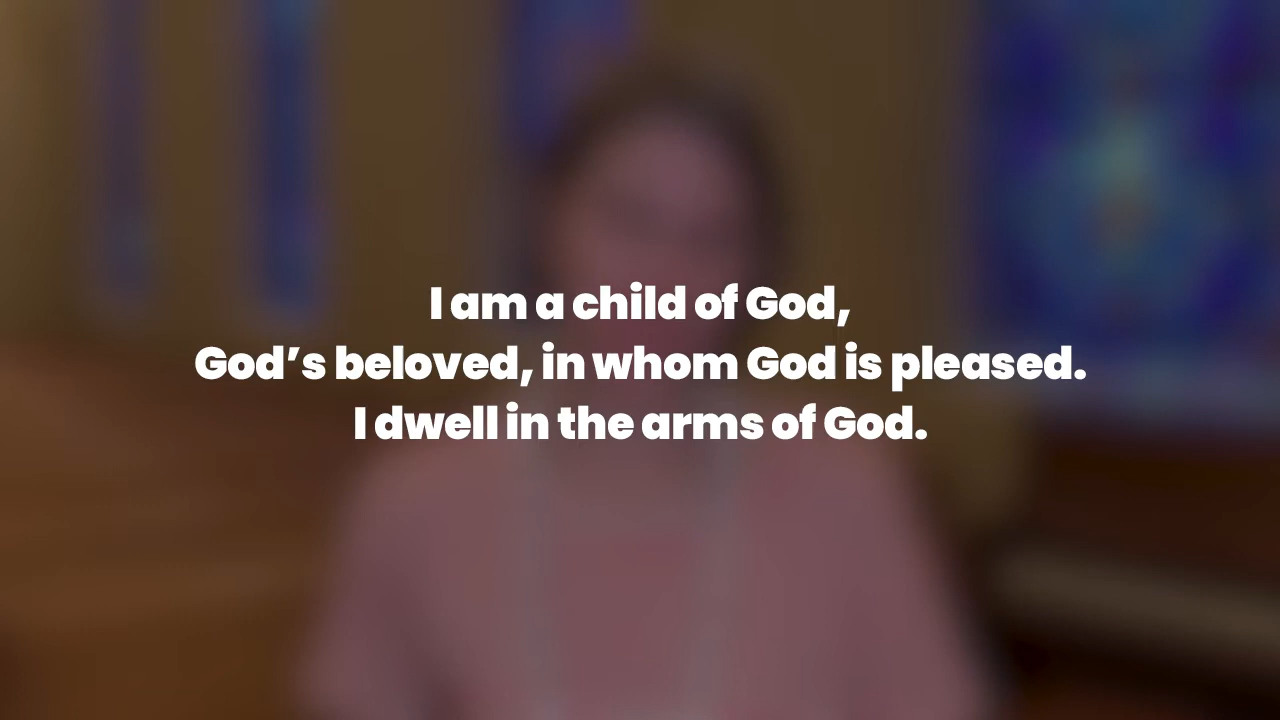 I am a child of God,
God’s beloved, in whom God is pleased.
I dwell in the arms of God.